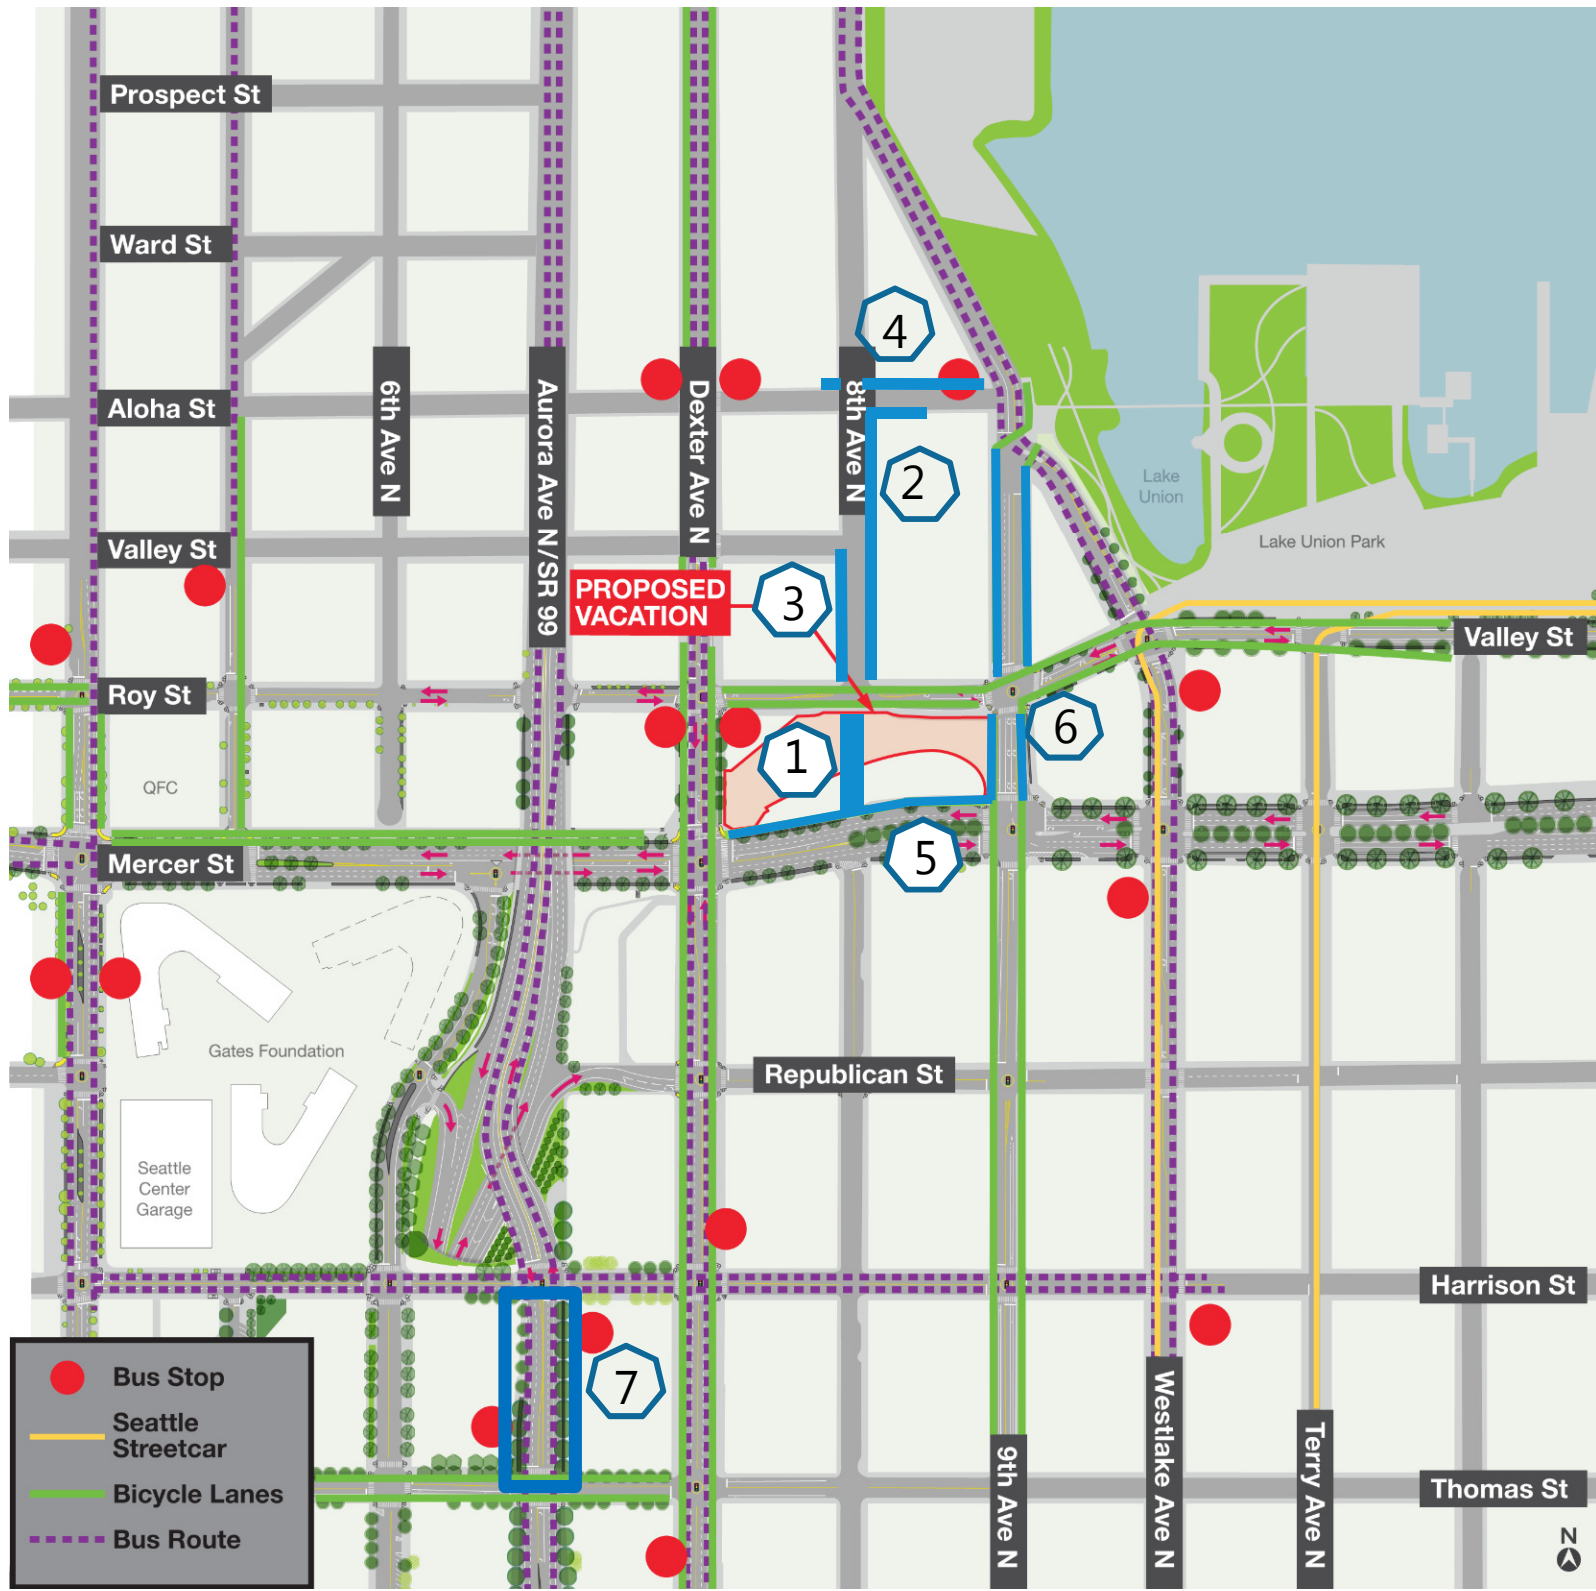 Prospect St
Ward St
4
Aloha St
6th Ave N
Aurora Ave N/SR 99
Dexter Ave N
8th Ave N
2
Lake
Union
Lake Union Park
Valley St
PROPOSED
VACATION
3
Valley St
Roy St
1
6
QFC
5
Mercer St
Gates Foundation
Republican St
Seattle
Center
Garage
Harrison St
7
Bus Stop
Seattle
Streetcar
Bicycle Lanes
Bus Route
9th Ave N
Westlake Ave N
Terry Ave N
Thomas St
N